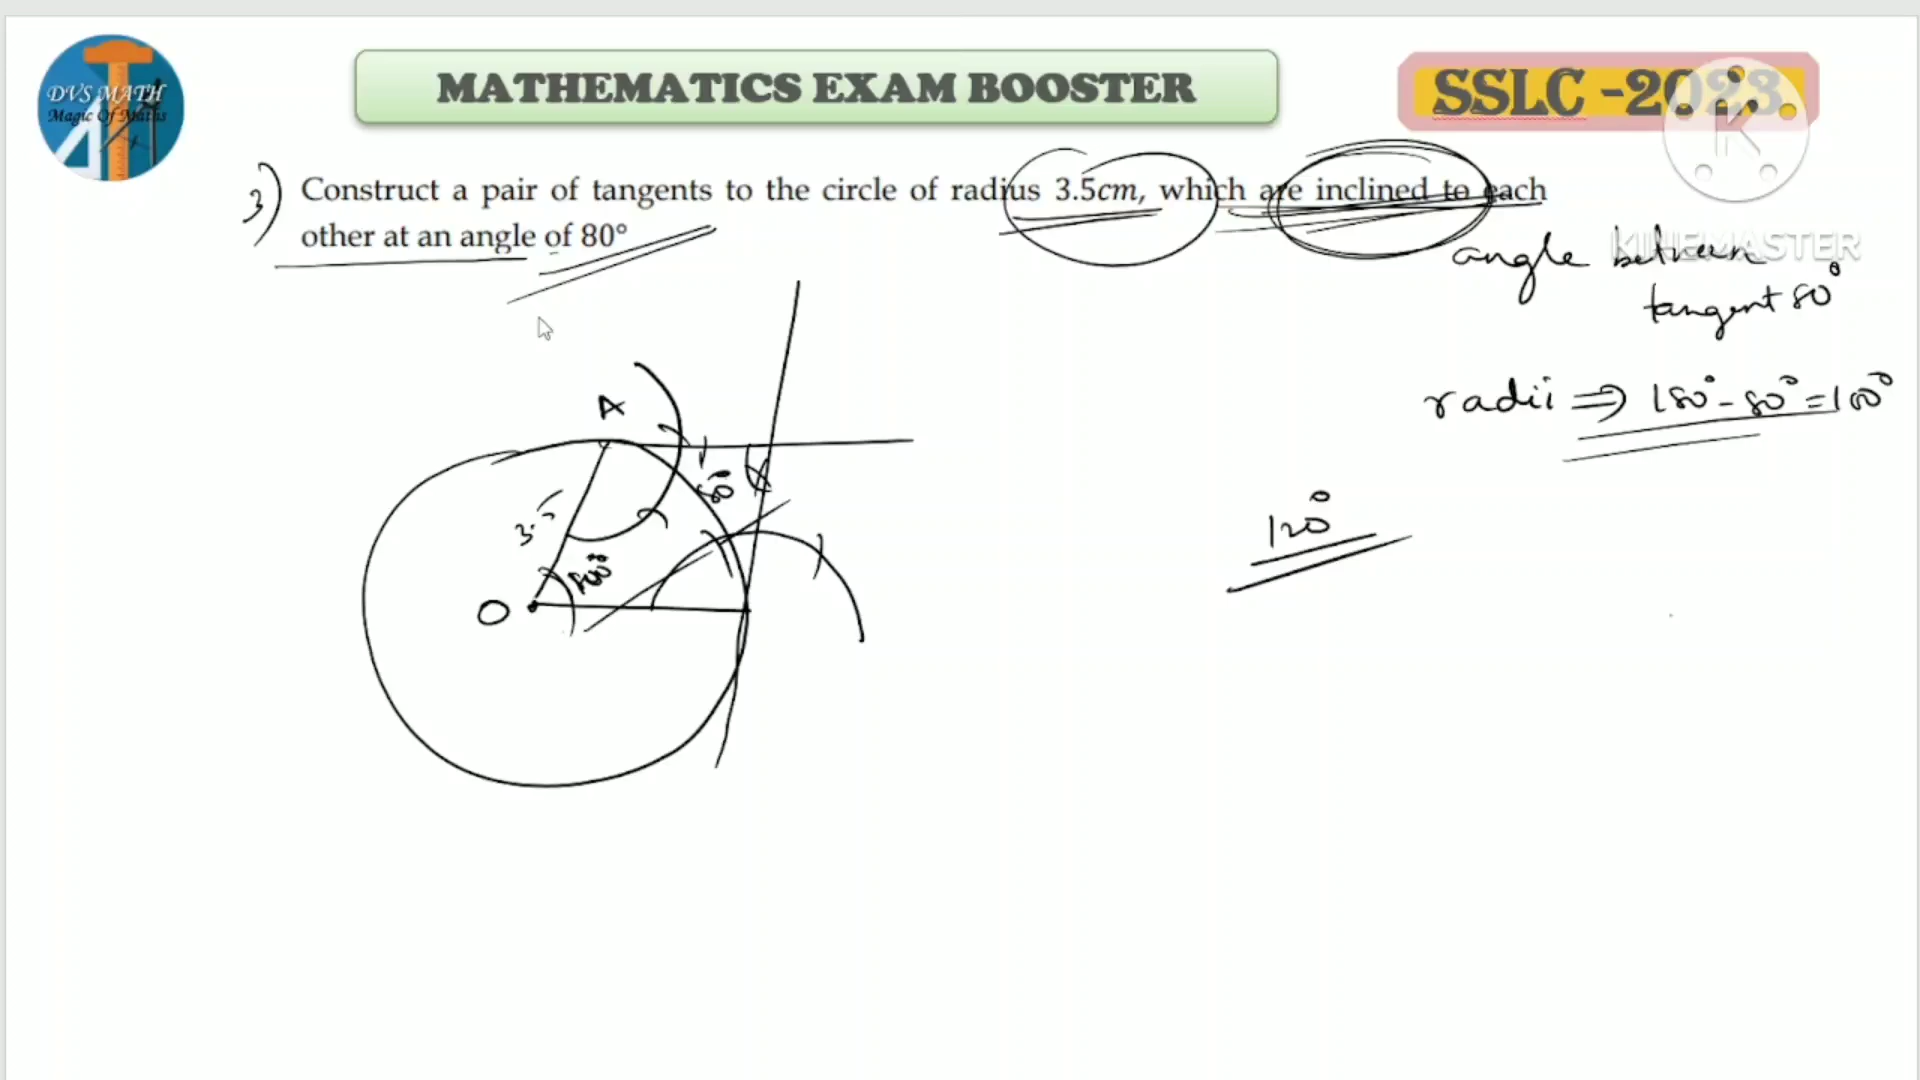 DVS MATH
Magic Of Maths
MATHEMATICS EXAM BOOSTER
SSLC -2023
K
3) Construct a pair of tangents to the circle of radius 3.5cm, which are inclined to each
other at an angle of 80°
KINEMASTER
angle between
tangent 80°
radii ⇒ 180° - 80° = 100°
A
80°
3.5
100°
O
120°